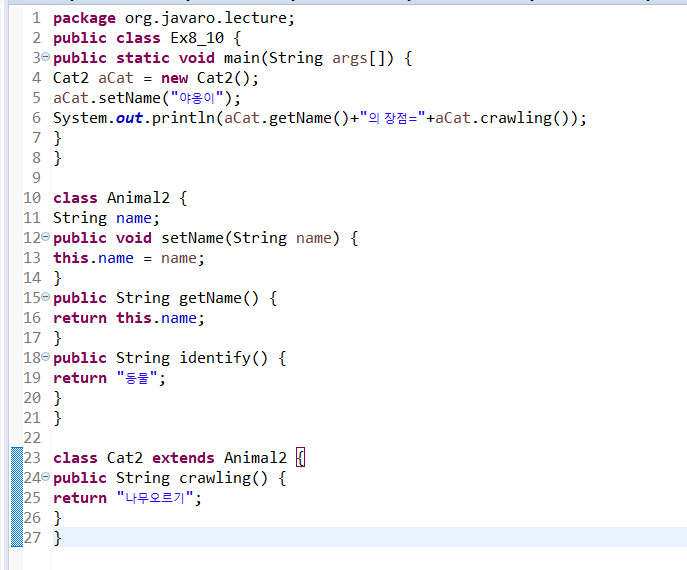 1 package org.javaro.lecture;
2 public class Ex8_10 {
3 public static void main(String args[]) {
4 Cat2 aCat = new Cat2();
5 aCat.setName("야옹이");
6 System.out.println(aCat.getName()+"의 장점="+aCat.crawling());
7 }
8 }
9
10 class Animal2 {
11 String name;
12 public void setName(String name) {
13 this.name = name;
14 }
15 public String getName() {
16 return this.name;
17 }
18 public String identify() {
19 return "동물";
20 }
21 }
22
23 class Cat2 extends Animal2 {
24 public String crawling() {
25 return "나무오르기";
26 }
27 }